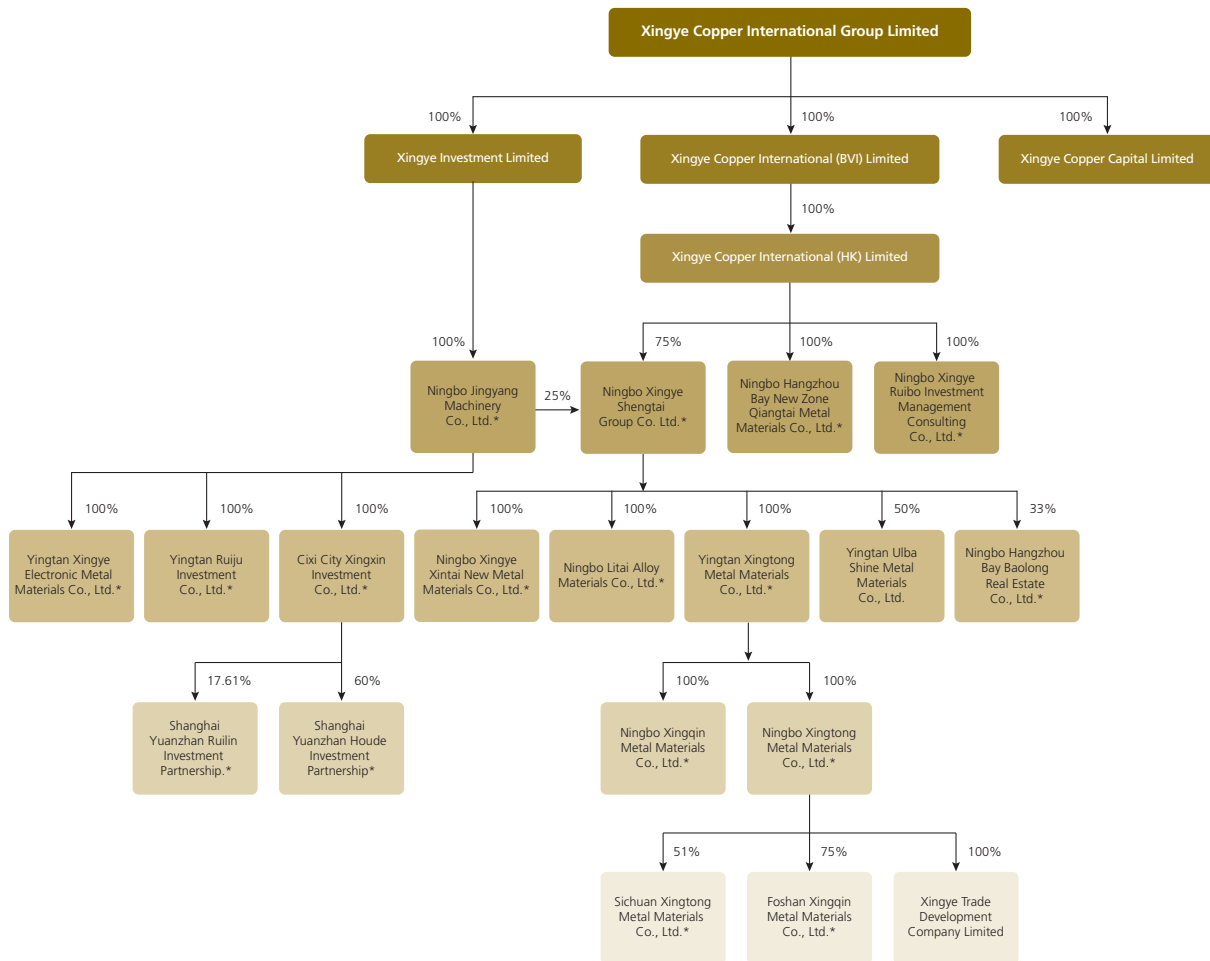 Xingye Copper International Group Limited
100%
100%
100%
Xingye Investment Limited
Xingye Copper International (BVI) Limited
Xingye Copper Capital Limited
100%
Xingye Copper International (HK) Limited
100%
75%
100%
100%
Ningbo Jingyang
Machinery
Co., Ltd.*
25%
Ningbo Xingye
Shengtai
Group Co. Ltd.*
Ningbo Hangzhou
Bay New Zone
Qiangtai Metal
Materials Co., Ltd.*
Ningbo Xingye
Ruibo Investment
Management
Consulting
Co., Ltd.*
100%
100%
100%
100%
100%
100%
50%
33%
Yingtan Xingye
Electronic Metal
Materials Co., Ltd.*
Yingtan Ruiju
Investment
Co., Ltd.*
Cixi City Xingxin
Investment
Co., Ltd.*
Ningbo Xingye
Xintai New Metal
Materials Co., Ltd.*
Ningbo Litai Alloy
Materials Co., Ltd.*
Yingtan Xingtong
Metal Materials
Co., Ltd.*
Yingtan Ulba
Shine Metal
Materials
Co., Ltd.
Ningbo Hangzhou
Bay Baolong
Real Estate
Co., Ltd.*
17.61%
60%
100%
100%
Shanghai
Yuanzhan Ruilin
Investment
Partnership.*
Shanghai
Yuanzhan Houde
Investment
Partnership*
Ningbo Xingqin
Metal Materials
Co., Ltd.*
Ningbo Xingtong
Metal Materials
Co., Ltd.*
51%
75%
100%
Sichuan Xingtong
Metal Materials
Co., Ltd.*
Foshan Xingqin
Metal Materials
Co., Ltd.*
Xingye Trade
Development
Company Limited